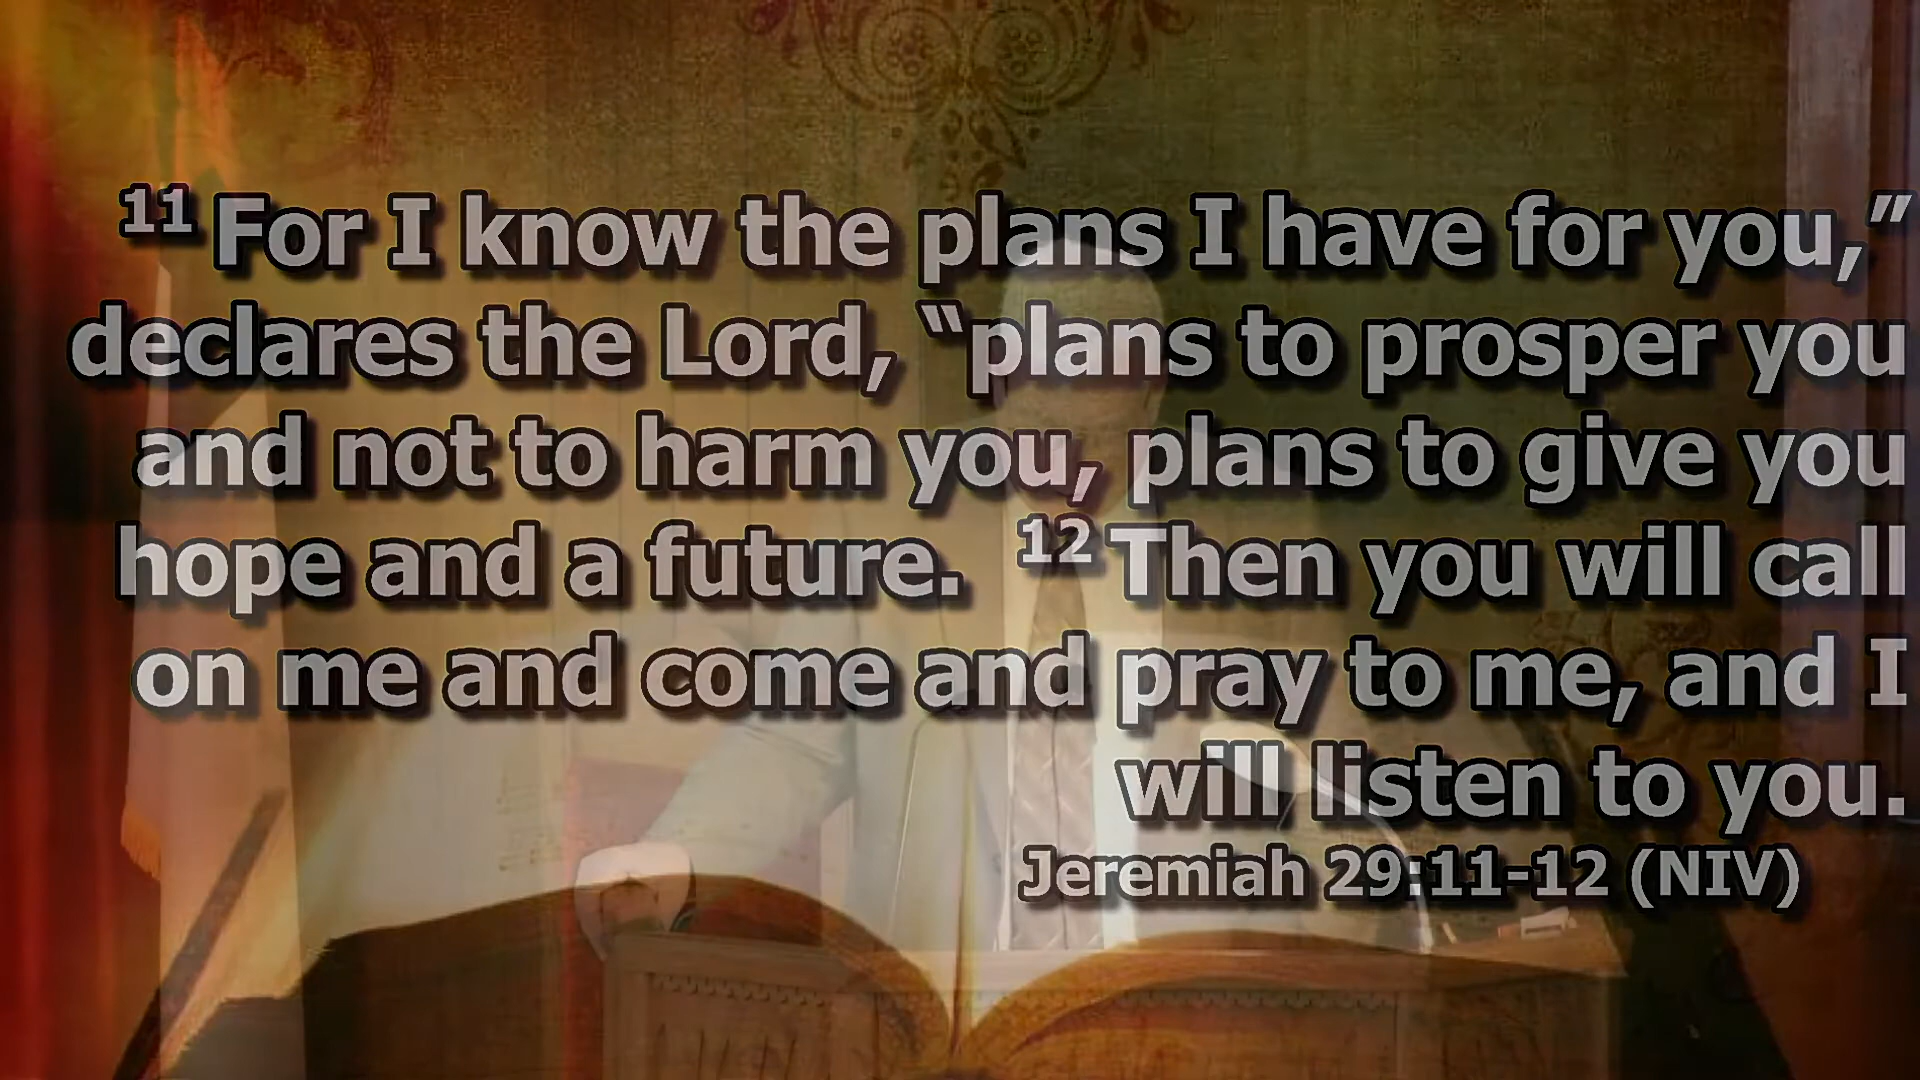 11 For I know the plans I have for you,”
declares the Lord, “plans to prosper you
and not to harm you, plans to give you
hope and a future. 12 Then you will call
on me and come and pray to me, and I
will listen to you.
Jeremiah 29:11-12 (NIV)